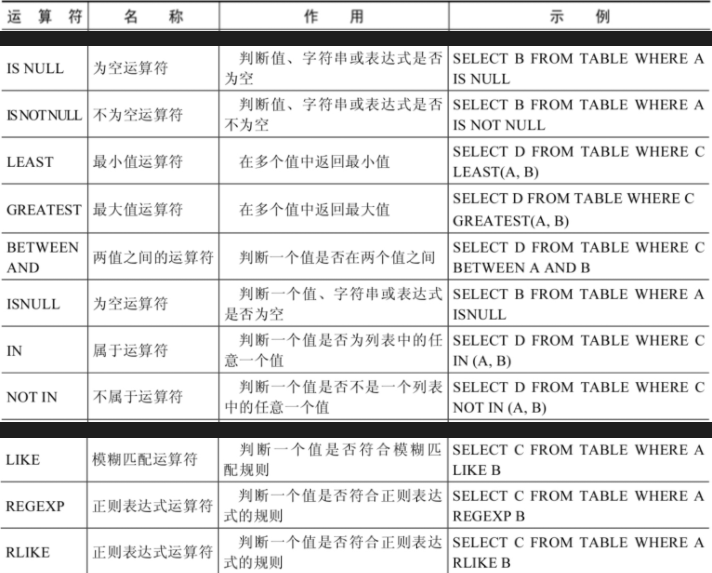 运算符 名称 作用 示例
IS NULL 为空运算符 判断值、字符串或表达式是否为空 SELECT B FROM TABLE WHERE A IS NULL
IS NOT NULL 不为空运算符 判断值、字符串或表达式是否不为空 SELECT B FROM TABLE WHERE A IS NOT NULL
LEAST 最小值运算符 在多个值中返回最小值 SELECT D FROM TABLE WHERE C LEAST(A, B)
GREATEST 最大值运算符 在多个值中返回最大值 SELECT D FROM TABLE WHERE C GREATEST(A, B)
BETWEEN AND 两值之间的运算符 判断一个值是否在两个值之间 SELECT D FROM TABLE WHERE C BETWEEN A AND B
ISNULL 为空运算符 判断一个值、字符串或表达式是否为空 SELECT B FROM TABLE WHERE A ISNULL
IN 属于运算符 判断一个值是否为列表中的任意一个值 SELECT D FROM TABLE WHERE C IN (A, B)
NOT IN 不属于运算符 判断一个值是否不是一个列表中的任意一个值 SELECT D FROM TABLE WHERE C NOT IN (A, B)
LIKE 模糊匹配运算符 判断一个值是否符合模糊匹配规则 SELECT C FROM TABLE WHERE A LIKE B
REGEXP 正则表达式运算符 判断一个值是否符合正则表达式的规则 SELECT C FROM TABLE WHERE A REGEXP B
RLIKE 正则表达式运算符 判断一个值是否符合正则表达式的规则 SELECT C FROM TABLE WHERE A RLIKE B